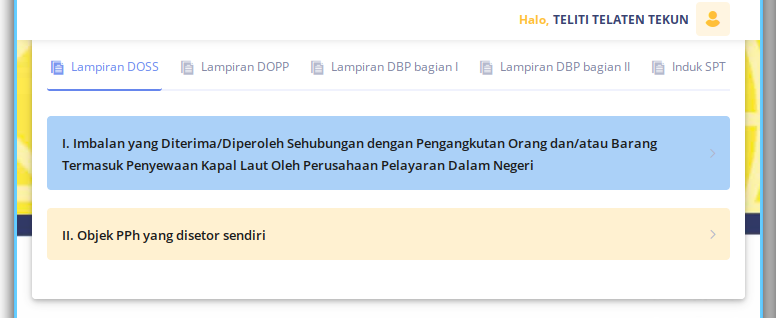 Halo, TELITI TELATEN TEKUN
Lampiran DOSS Lampiran DOPP Lampiran DBP bagian I Lampiran DBP bagian II Induk SPT
I. Imbalan yang Diterima/Diperoleh Sehubungan dengan Pengangkutan Orang dan/atau Barang
Termasuk Penyewaan Kapal Laut Oleh Perusahaan Pelayaran Dalam Negeri
II. Objek PPh yang disetor sendiri